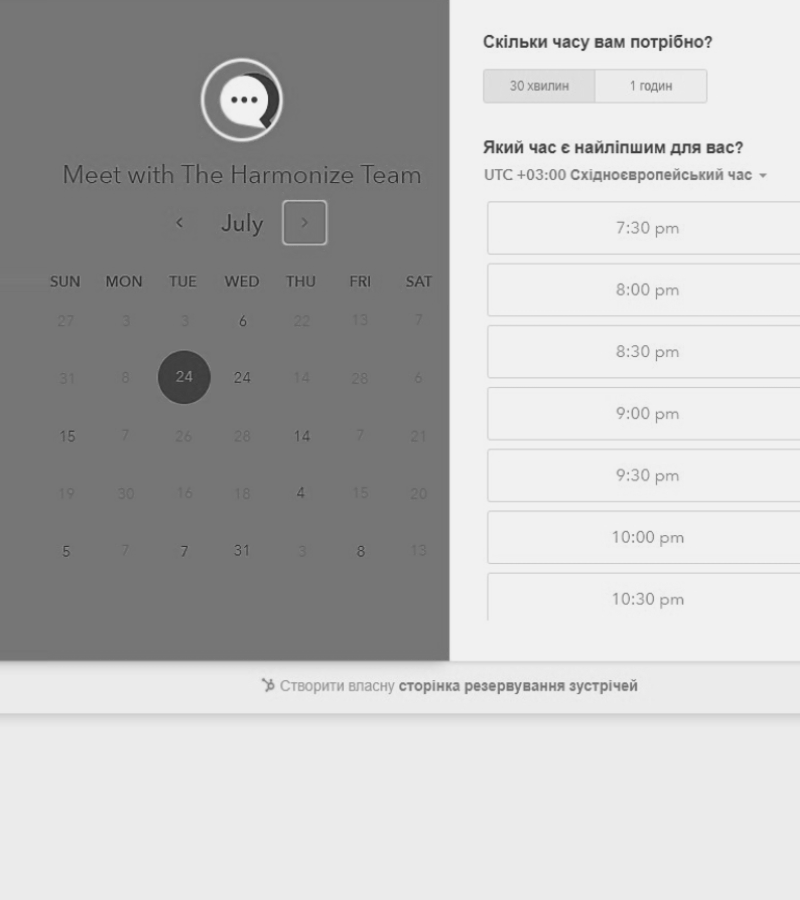 Meet with The Harmonize Team
July
SUN MON TUE WED THU FRI SAT
27 3 3 6 22 13 7
31 8 24 24 14 28 6
15 7 26 28 14 7 21
19 30 16 18 4 15 20
5 7 7 31 3 8 13
Скільки часу вам потрібно?
30 хвилин 1 годин
Який час є найліпшим для вас?
UTC +03:00 Східноєвропейський час
7:30 pm
8:00 pm
8:30 pm
9:00 pm
9:30 pm
10:00 pm
10:30 pm
Створити власну сторінка резервування зустрічей